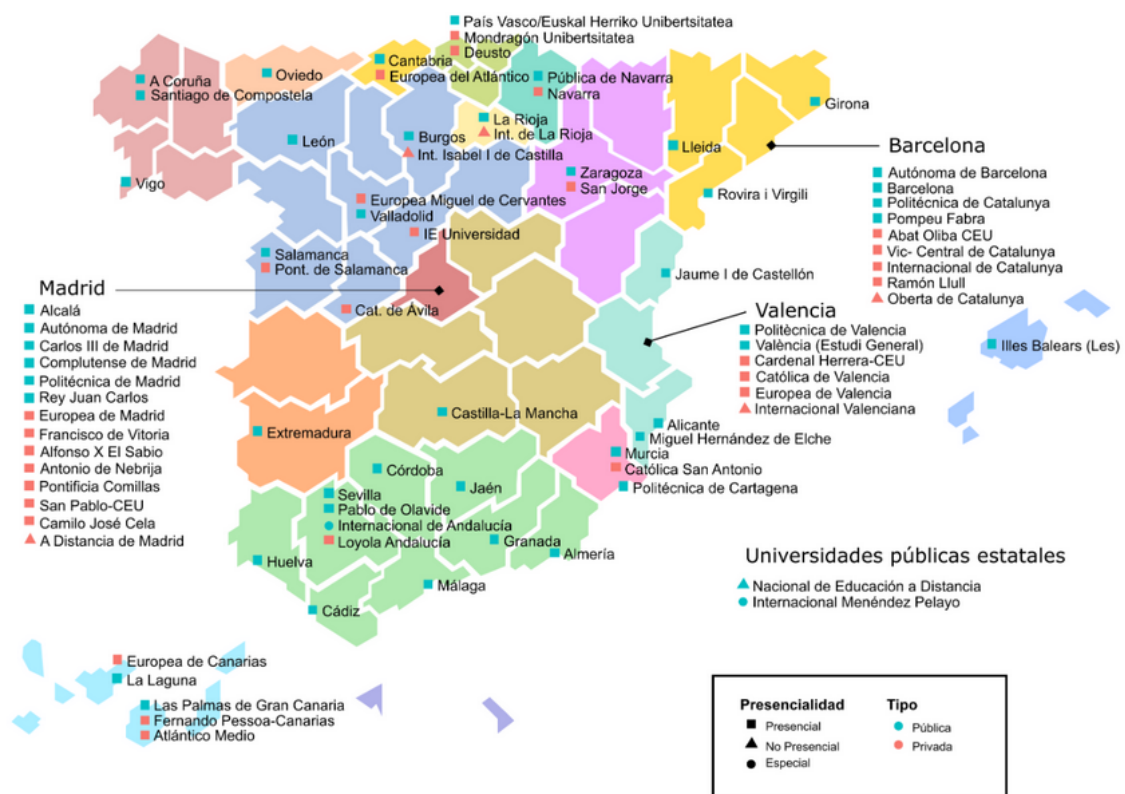 País Vasco/Euskal Herriko Unibertsitatea
Mondragón Unibertsitatea
Deusto
Cantabria
Europea del Atlántico
Pública de Navarra
Navarra
A Coruña
Santiago de Compostela
Oviedo
Vigo
León
Burgos
Int. Isabel I de Castilla
La Rioja
Int. de La Rioja
Zaragoza
San Jorge
Lleida
Girona
Rovira i Virgili
Barcelona
Autónoma de Barcelona
Barcelona
Politécnica de Catalunya
Pompeu Fabra
Abat Oliba CEU
Vic- Central de Catalunya
Internacional de Catalunya
Ramón Llull
Oberta de Catalunya
Europea Miguel de Cervantes
Valladolid
IE Universidad
Salamanca
Pont. de Salamanca
Cat. de Ávila
Jaume I de Castellón
Madrid
Alcalá
Autónoma de Madrid
Carlos III de Madrid
Complutense de Madrid
Politécnica de Madrid
Rey Juan Carlos
Europea de Madrid
Francisco de Vitoria
Alfonso X El Sabio
Antonio de Nebrija
Pontificia Comillas
San Pablo-CEU
Camilo José Cela
A Distancia de Madrid
Valencia
Politècnica de Valencia
València (Estudi General)
Cardenal Herrera-CEU
Católica de Valencia
Europea de Valencia
Internacional Valenciana
Illes Balears (Les)
Extremadura
Castilla-La Mancha
Alicante
Miguel Hernández de Elche
Murcia
Católica San Antonio
Politécnica de Cartagena
Córdoba
Jaén
Sevilla
Pablo de Olavide
Internacional de Andalucía
Loyola Andalucía
Granada
Almería
Huelva
Málaga
Cádiz
Universidades públicas estatales
Nacional de Educación a Distancia
Internacional Menéndez Pelayo
Europea de Canarias
La Laguna
Las Palmas de Gran Canaria
Fernando Pessoa-Canarias
Atlántico Medio
Presencialidad
Presencial
No Presencial
Especial
Tipo
Pública
Privada